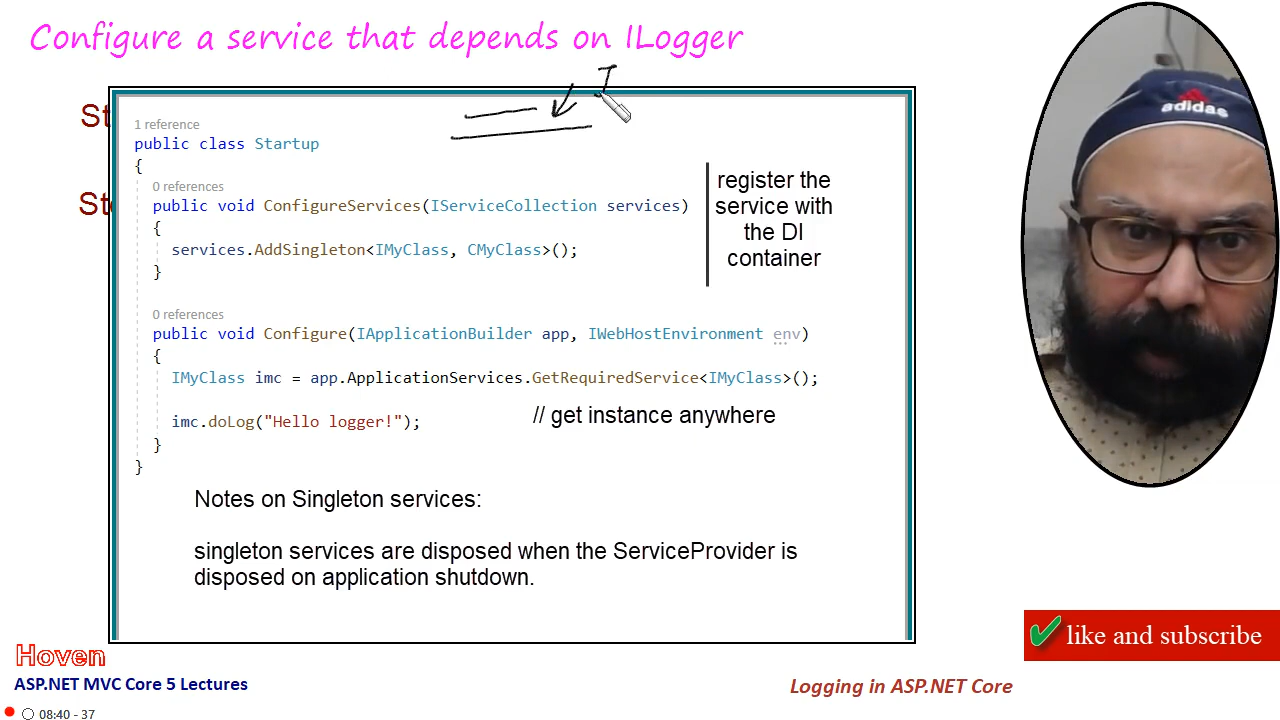 Configure a service that depends on ILogger
St
I
1 reference
public class Startup
{
0 references
public void ConfigureServices(IServiceCollection services)
{
services.AddSingleton<IMyClass, CMyClass>();
}
register the
service with
the DI
container
St
0 references
public void Configure(IApplicationBuilder app, IWebHostEnvironment env)
{
IMyClass imc = app.ApplicationServices.GetRequiredService<IMyClass>();
imc.doLog("Hello logger!");
// get instance anywhere
}
}
Notes on Singleton services:
singleton services are disposed when the ServiceProvider is
disposed on application shutdown.
adidas
like and subscribe
Hoven
ASP.NET MVC Core 5 Lectures
Logging in ASP.NET Core
08:40 - 37